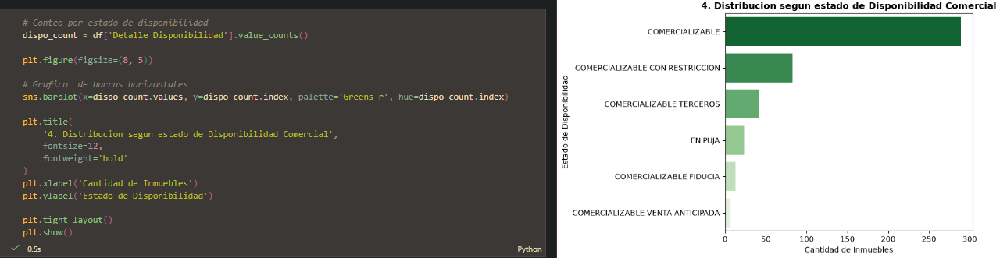 # Conteo por estado de disponibilidad
dispo_count = df['Detalle Disponibilidad'].value_counts()
plt.figure(figsize=(8, 5))
# Grafico  de barras horizontales
sns.barplot(x=dispo_count.values, y=dispo_count.index, palette='Greens_r', hue=dispo_count.index)
plt.title(
    '4. Distribucion segun estado de Disponibilidad Comercial',
    fontsize=12,
    fontweight='bold'
)
plt.xlabel('Cantidad de Inmuebles')
plt.ylabel('Estado de Disponibilidad')
plt.tight_layout()
plt.show()
0.5s
Python
4. Distribucion segun estado de Disponibilidad Comercial
Estado de Disponibilidad
COMERCIALIZABLE
COMERCIALIZABLE CON RESTRICCION
COMERCIALIZABLE TERCEROS
EN PUJA
COMERCIALIZABLE FIDUCIA
COMERCIALIZABLE VENTA ANTICIPADA
0 50 100 150 200 250 300
Cantidad de Inmuebles